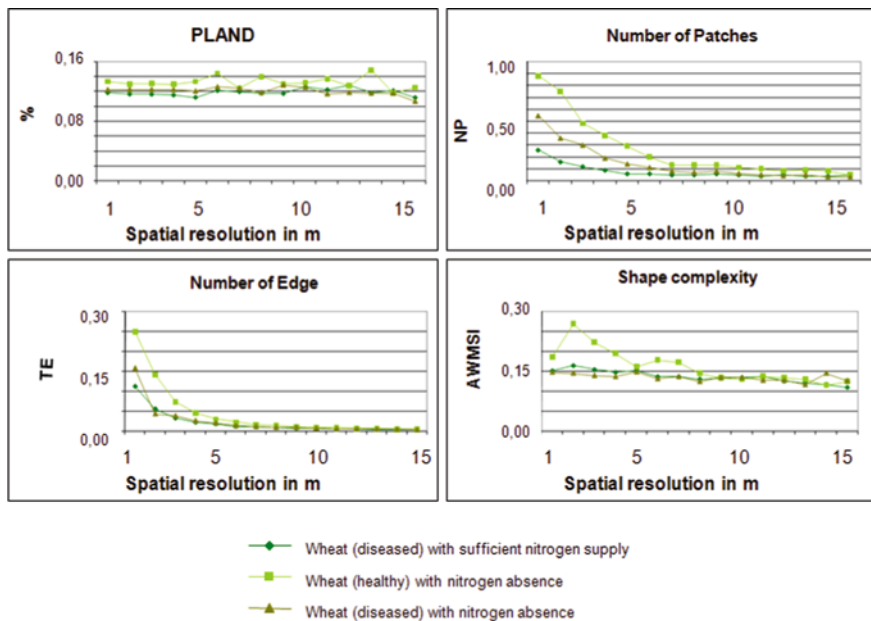 PLAND
0,16
0,08
0,00
%
1 5 10 15
Spatial resolution in m
Number of Patches
1,00
0,50
0,00
NP
1 5 10 15
Spatial resolution in m
Number of Edge
0,30
0,15
0,00
TE
1 5 10 15
Spatial resolution in m
Shape complexity
0,30
0,15
0,00
AWMSI
1 5 10 15
Spatial resolution in m
Wheat (diseased) with sufficient nitrogen supply
Wheat (healthy) with nitrogen absence
Wheat (diseased) with nitrogen absence